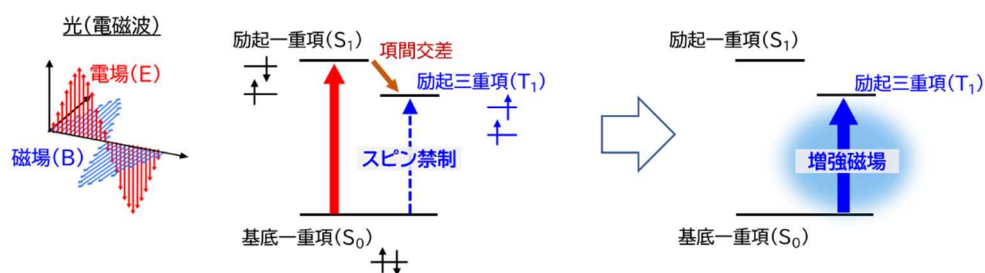 光(電磁波)
電場(E)
磁場(B)
励起一重項(S₁)
項間交差
励起三重項(T₁)
スピン禁制
基底一重項(S₀)
励起一重項(S₁)
励起三重項(T₁)
増強磁場
基底一重項(S₀)